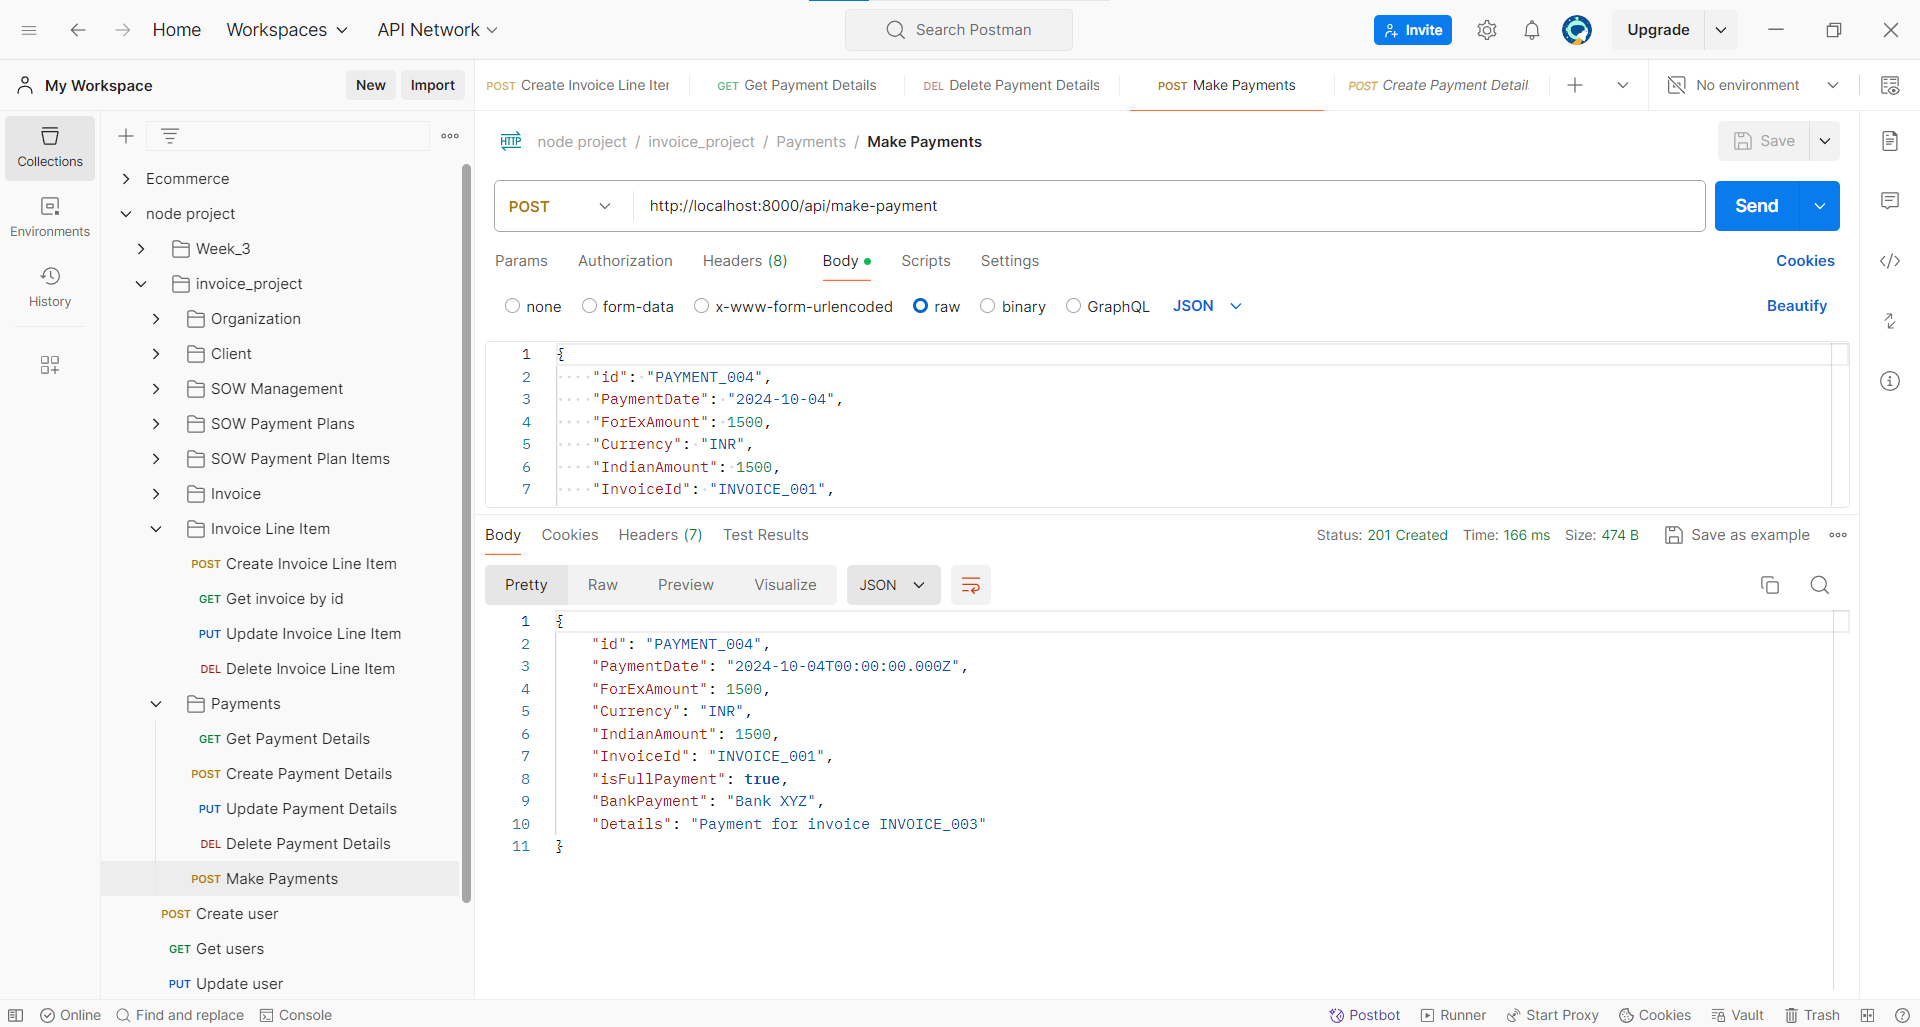 Home Workspaces API Network Search Postman Invite Upgrade
My Workspace New Import
POST Create Invoice Line Iter GET Get Payment Details DEL Delete Payment Details POST Make Payments POST Create Payment Detail No environment
Collections
Environments
History
Ecommerce
node project
Week_3
invoice_project
Organization
Client
SOW Management
SOW Payment Plans
SOW Payment Plan Items
Invoice
Invoice Line Item
POST Create Invoice Line Item
GET Get invoice by id
PUT Update Invoice Line Item
DEL Delete Invoice Line Item
Payments
GET Get Payment Details
POST Create Payment Details
PUT Update Payment Details
DEL Delete Payment Details
POST Make Payments
POST Create user
GET Get users
PUT Update user
HTTP node project / invoice_project / Payments / Make Payments Save
POST http://localhost:8000/api/make-payment Send
Params Authorization Headers (8) Body Scripts Settings Cookies
none form-data x-www-form-urlencoded raw binary GraphQL JSON Beautify
1 {
2 "id": "PAYMENT_004",
3 "PaymentDate": "2024-10-04",
4 "ForExAmount": 1500,
5 "Currency": "INR",
6 "IndianAmount": 1500,
7 "InvoiceId": "INVOICE_001",
Body Cookies Headers (7) Test Results Status: 201 Created Time: 166 ms Size: 474 B Save as example
Pretty Raw Preview Visualize JSON
1 {
2 "id": "PAYMENT_004",
3 "PaymentDate": "2024-10-04T00:00:00.000Z",
4 "ForExAmount": 1500,
5 "Currency": "INR",
6 "IndianAmount": 1500,
7 "InvoiceId": "INVOICE_001",
8 "isFullPayment": true,
9 "BankPayment": "Bank XYZ",
10 "Details": "Payment for invoice INVOICE_003"
11 }
Online Find and replace Console Postbot Runner Start Proxy Cookies Vault Trash